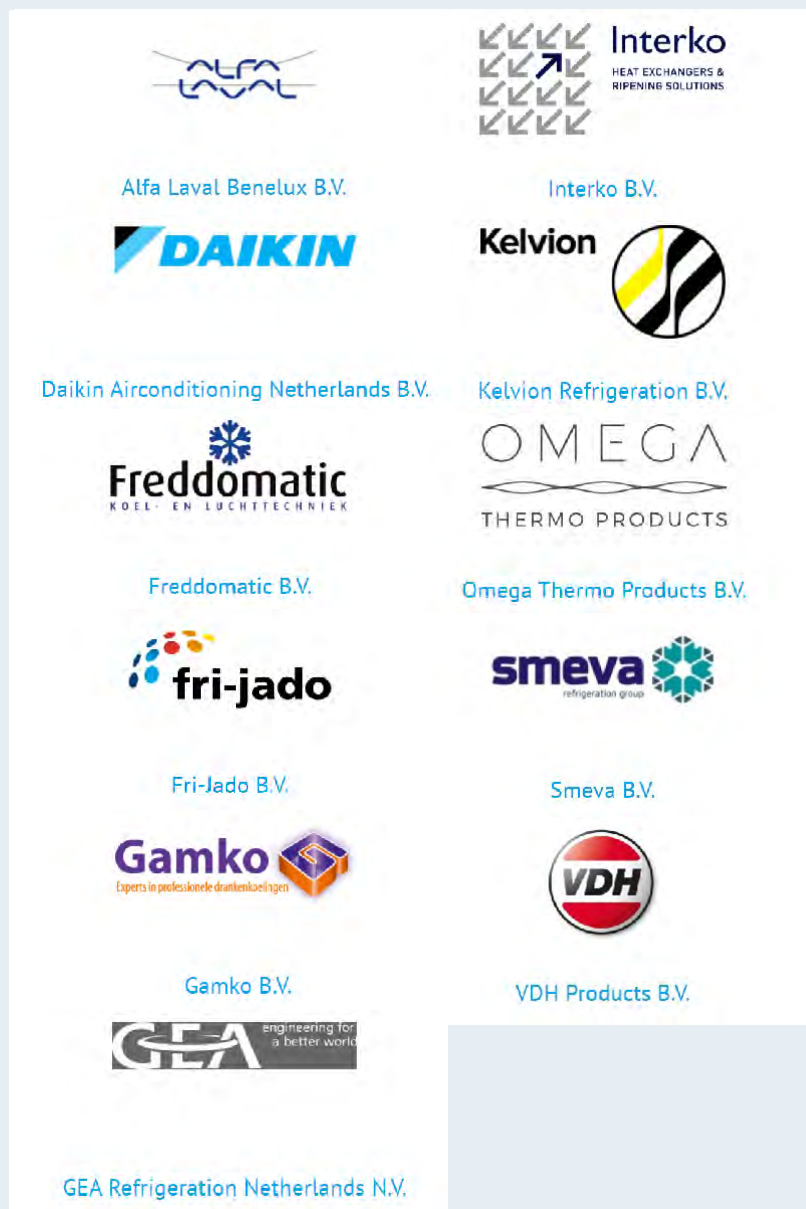 ALFA
LAVAL
Alfa Laval Benelux B.V.
Interko
HEAT EXCHANGERS &
RIPENING SOLUTIONS
Interko B.V.
DAIKIN
Daikin Airconditioning Netherlands B.V.
Kelvion
Kelvion Refrigeration B.V.
Freddomatic
KOEL- EN LUCHTTECHNIEK
Freddomatic B.V.
OMEGA
THERMO PRODUCTS
Omega Thermo Products B.V.
fri-jado
Fri-Jado B.V.
smeva
refrigeration group
Smeva B.V.
Gamko
Experts in professionele drankenkoelingen
Gamko B.V.
VDH
VDH Products B.V.
GEA
engineering for
a better world
GEA Refrigeration Netherlands N.V.